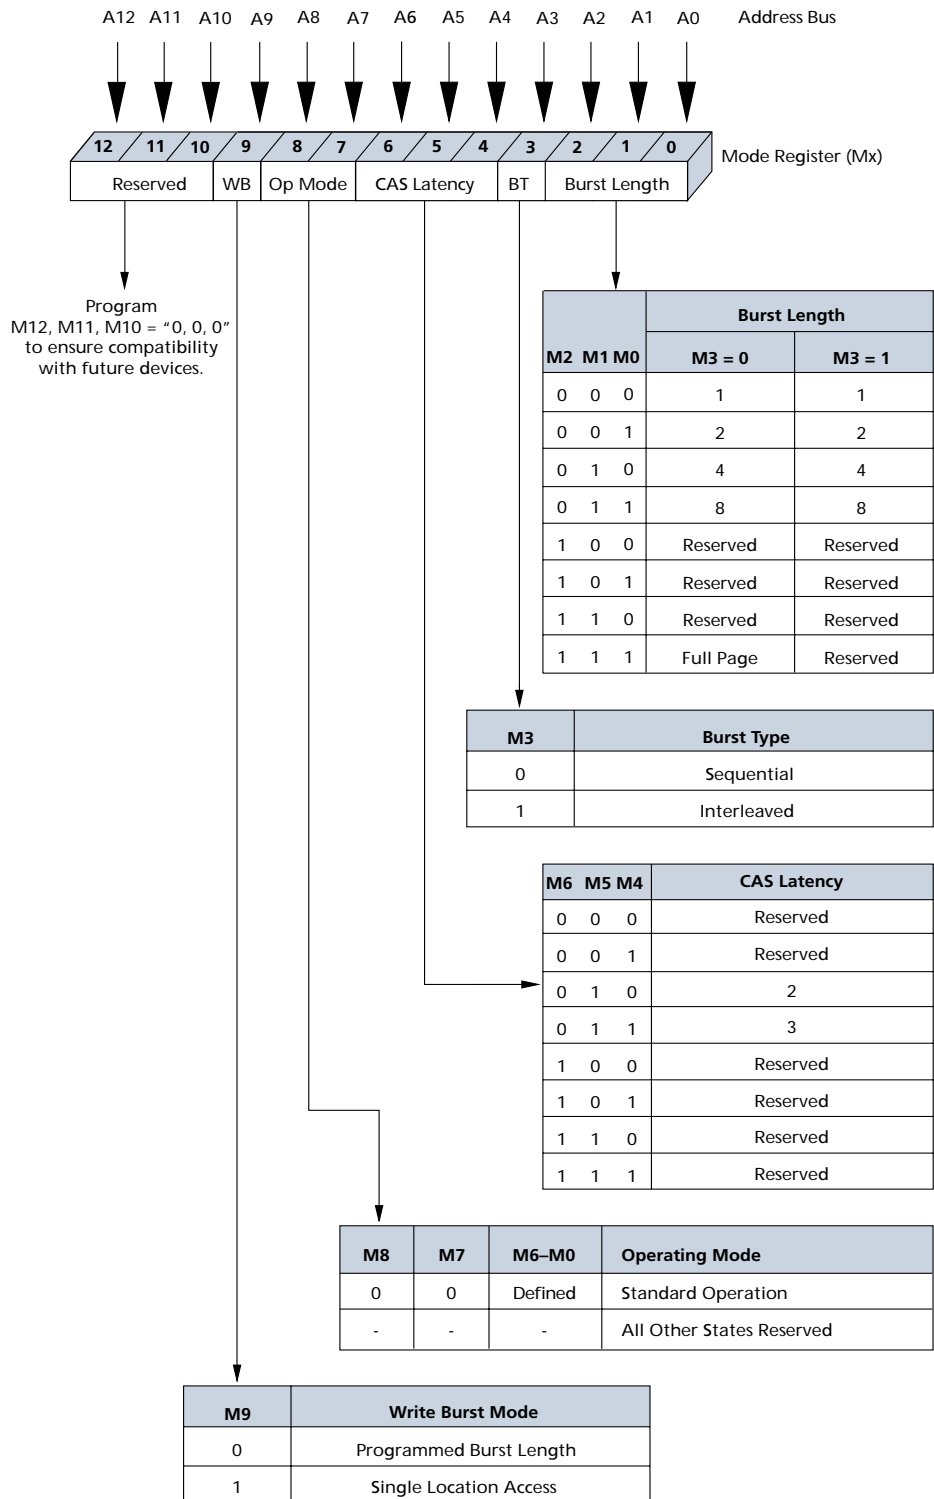 A12 A11 A10 A9 A8 A7 A6 A5 A4 A3 A2 A1 A0 Address Bus
12 11 10 9 8 7 6 5 4 3 2 1 0
Mode Register (Mx)
Reserved WB Op Mode CAS Latency BT Burst Length
Program
M12, M11, M10 = “0, 0, 0”
to ensure compatibility
with future devices.
Burst Length
M2 M1 M0 M3 = 0 M3 = 1
0 0 0 1 1
0 0 1 2 2
0 1 0 4 4
0 1 1 8 8
1 0 0 Reserved Reserved
1 0 1 Reserved Reserved
1 1 0 Reserved Reserved
1 1 1 Full Page Reserved
M3 Burst Type
0 Sequential
1 Interleaved
M6 M5 M4 CAS Latency
0 0 0 Reserved
0 0 1 Reserved
0 1 0 2
0 1 1 3
1 0 0 Reserved
1 0 1 Reserved
1 1 0 Reserved
1 1 1 Reserved
M8 M7 M6–M0 Operating Mode
0 0 Defined Standard Operation
- - - All Other States Reserved
M9 Write Burst Mode
0 Programmed Burst Length
1 Single Location Access